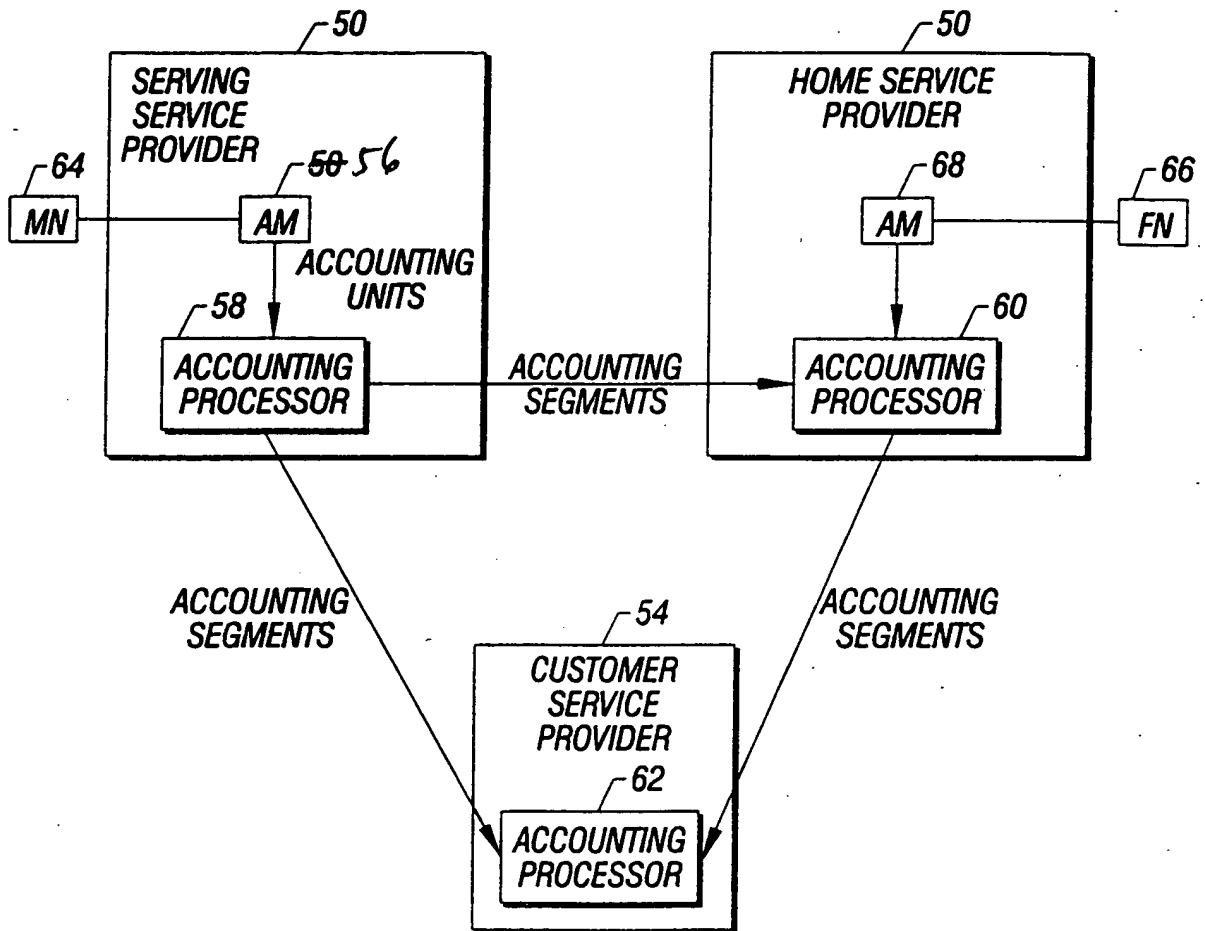 50
50
SERVING
SERVICE
PROVIDER
HOME SERVICE
PROVIDER
64
50 56
68
66
MN
AM
AM
FN
ACCOUNTING
UNITS
58
60
ACCOUNTING
PROCESSOR
ACCOUNTING
SEGMENTS
ACCOUNTING
PROCESSOR
ACCOUNTING
SEGMENTS
ACCOUNTING
SEGMENTS
54
CUSTOMER
SERVICE
PROVIDER
62
ACCOUNTING
PROCESSOR